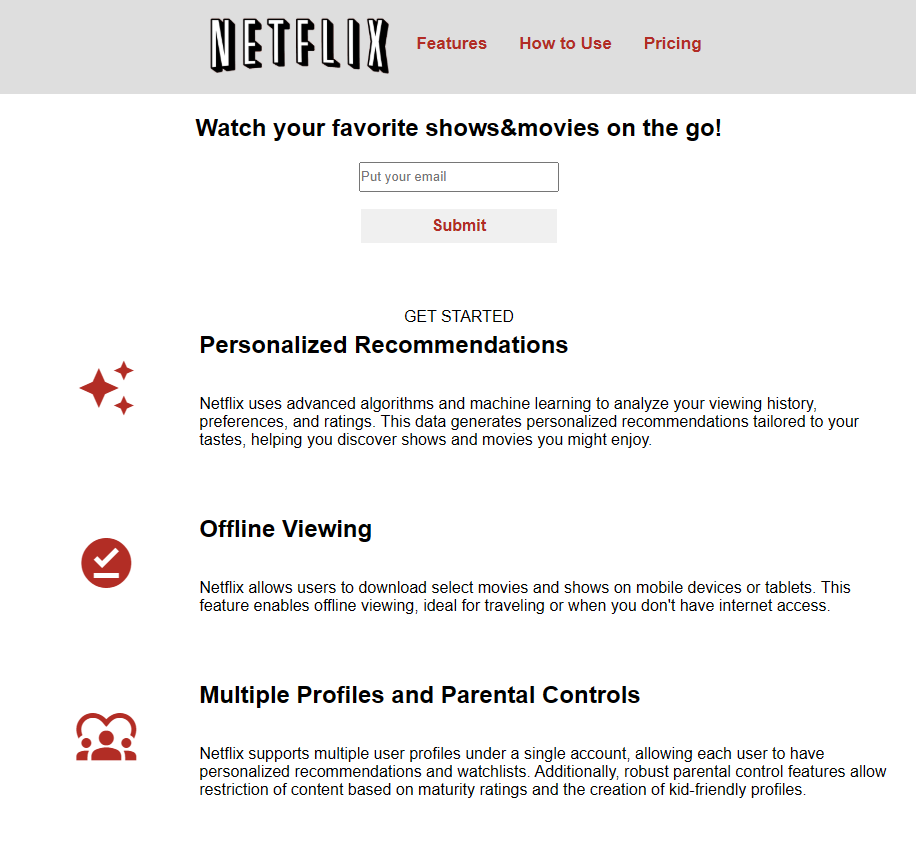 NETFLIX
Features
How to Use
Pricing
Watch your favorite shows&movies on the go!
Put your email
Submit
GET STARTED
Personalized Recommendations
Netflix uses advanced algorithms and machine learning to analyze your viewing history,
preferences, and ratings. This data generates personalized recommendations tailored to your
tastes, helping you discover shows and movies you might enjoy.
Offline Viewing
Netflix allows users to download select movies and shows on mobile devices or tablets. This
feature enables offline viewing, ideal for traveling or when you don't have internet access.
Multiple Profiles and Parental Controls
Netflix supports multiple user profiles under a single account, allowing each user to have
personalized recommendations and watchlists. Additionally, robust parental control features allow
restriction of content based on maturity ratings and the creation of kid-friendly profiles.